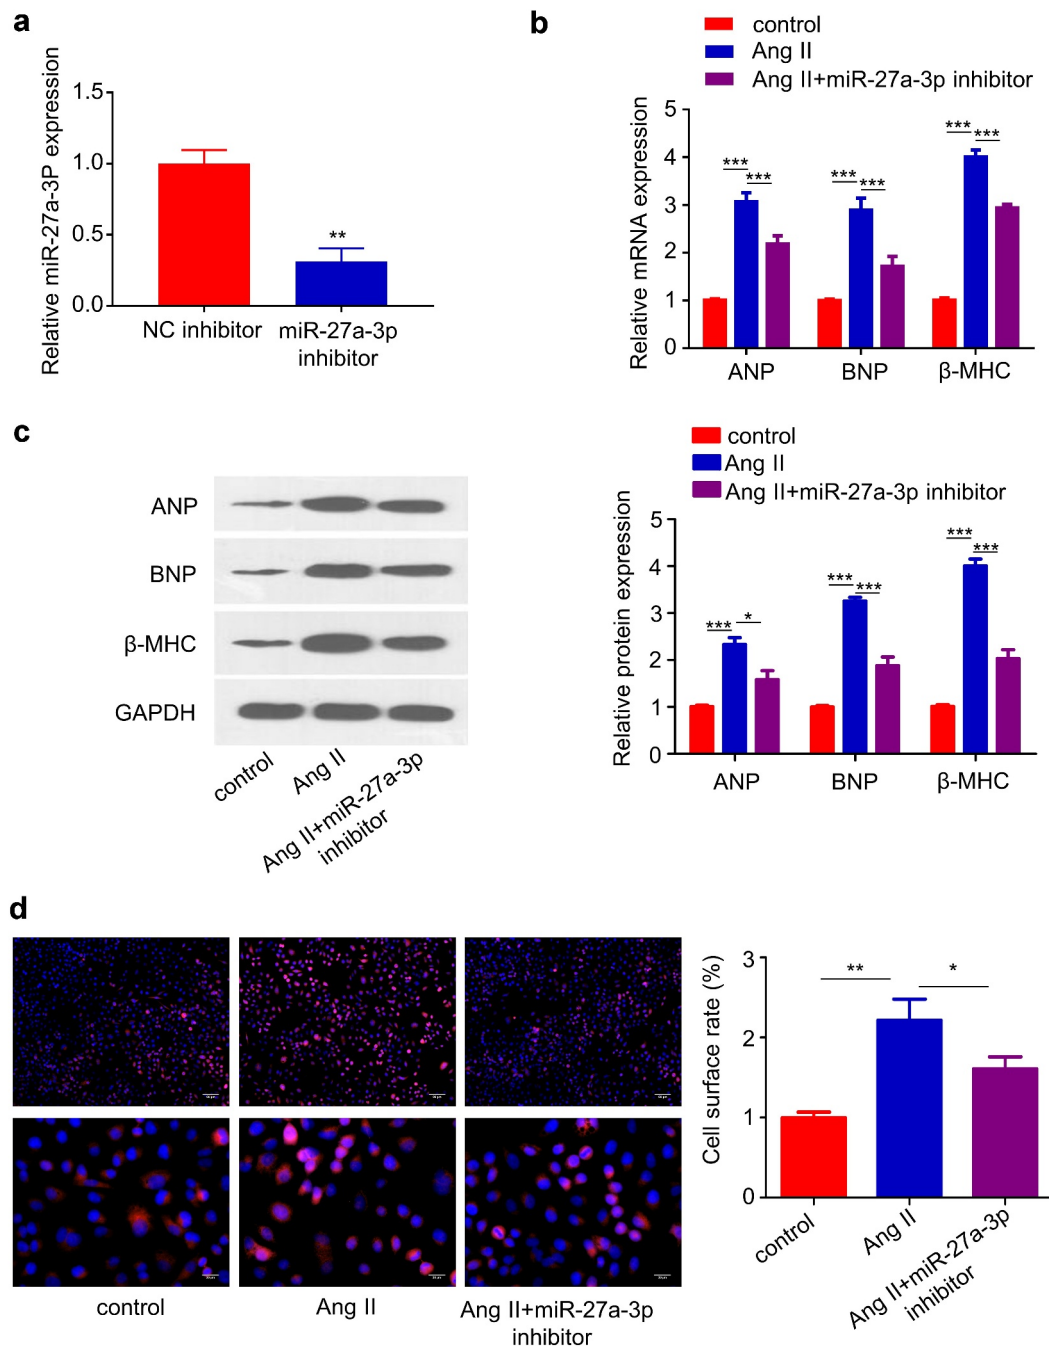 a
Relative miR-27a-3P expression
1.5
1.0
0.5
0.0
**
NC inhibitor
miR-27a-3p
inhibitor
b
control
Ang II
Ang II+miR-27a-3p inhibitor
Relative mRNA expression
5
4
3
2
1
0
***
***
***
***
***
***
ANP
BNP
β-MHC
c
ANP
BNP
β-MHC
GAPDH
control
Ang II
Ang II+miR-27a-3p
inhibitor
control
Ang II
Ang II+miR-27a-3p inhibitor
Relative protein expression
5
4
3
2
1
0
***
*
***
***
***
***
ANP
BNP
β-MHC
d
control
Ang II
Ang II+miR-27a-3p
inhibitor
Cell surface rate (%)
3
2
1
0
**
*
control
Ang II
Ang II+miR-27a-3p
inhibitor